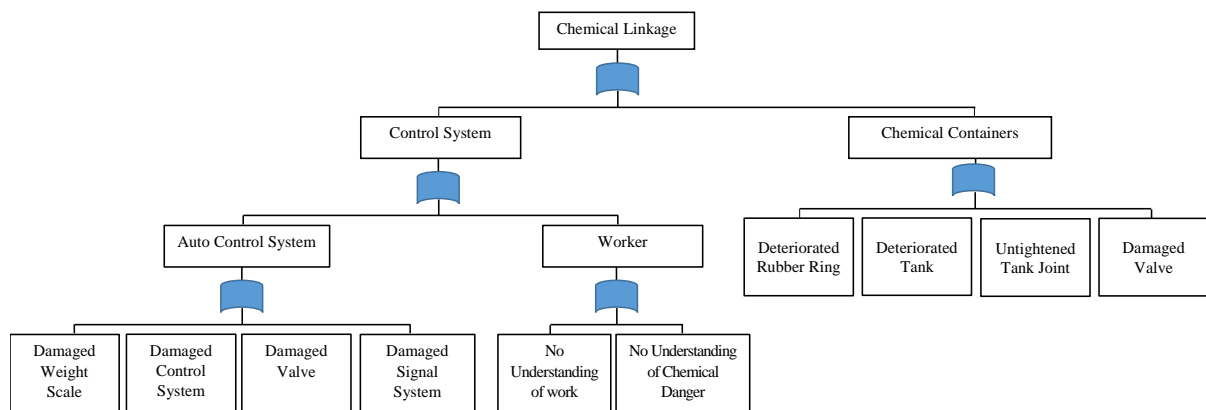 Chemical Linkage
Control System
Chemical Containers
Auto Control System
Worker
Deteriorated
Rubber Ring
Deteriorated
Tank
Untightened
Tank Joint
Damaged
Valve
Damaged
Weight
Scale
Damaged
Control
System
Damaged
Valve
Damaged
Signal
System
No
Understanding
of work
No Understanding
of Chemical
Danger